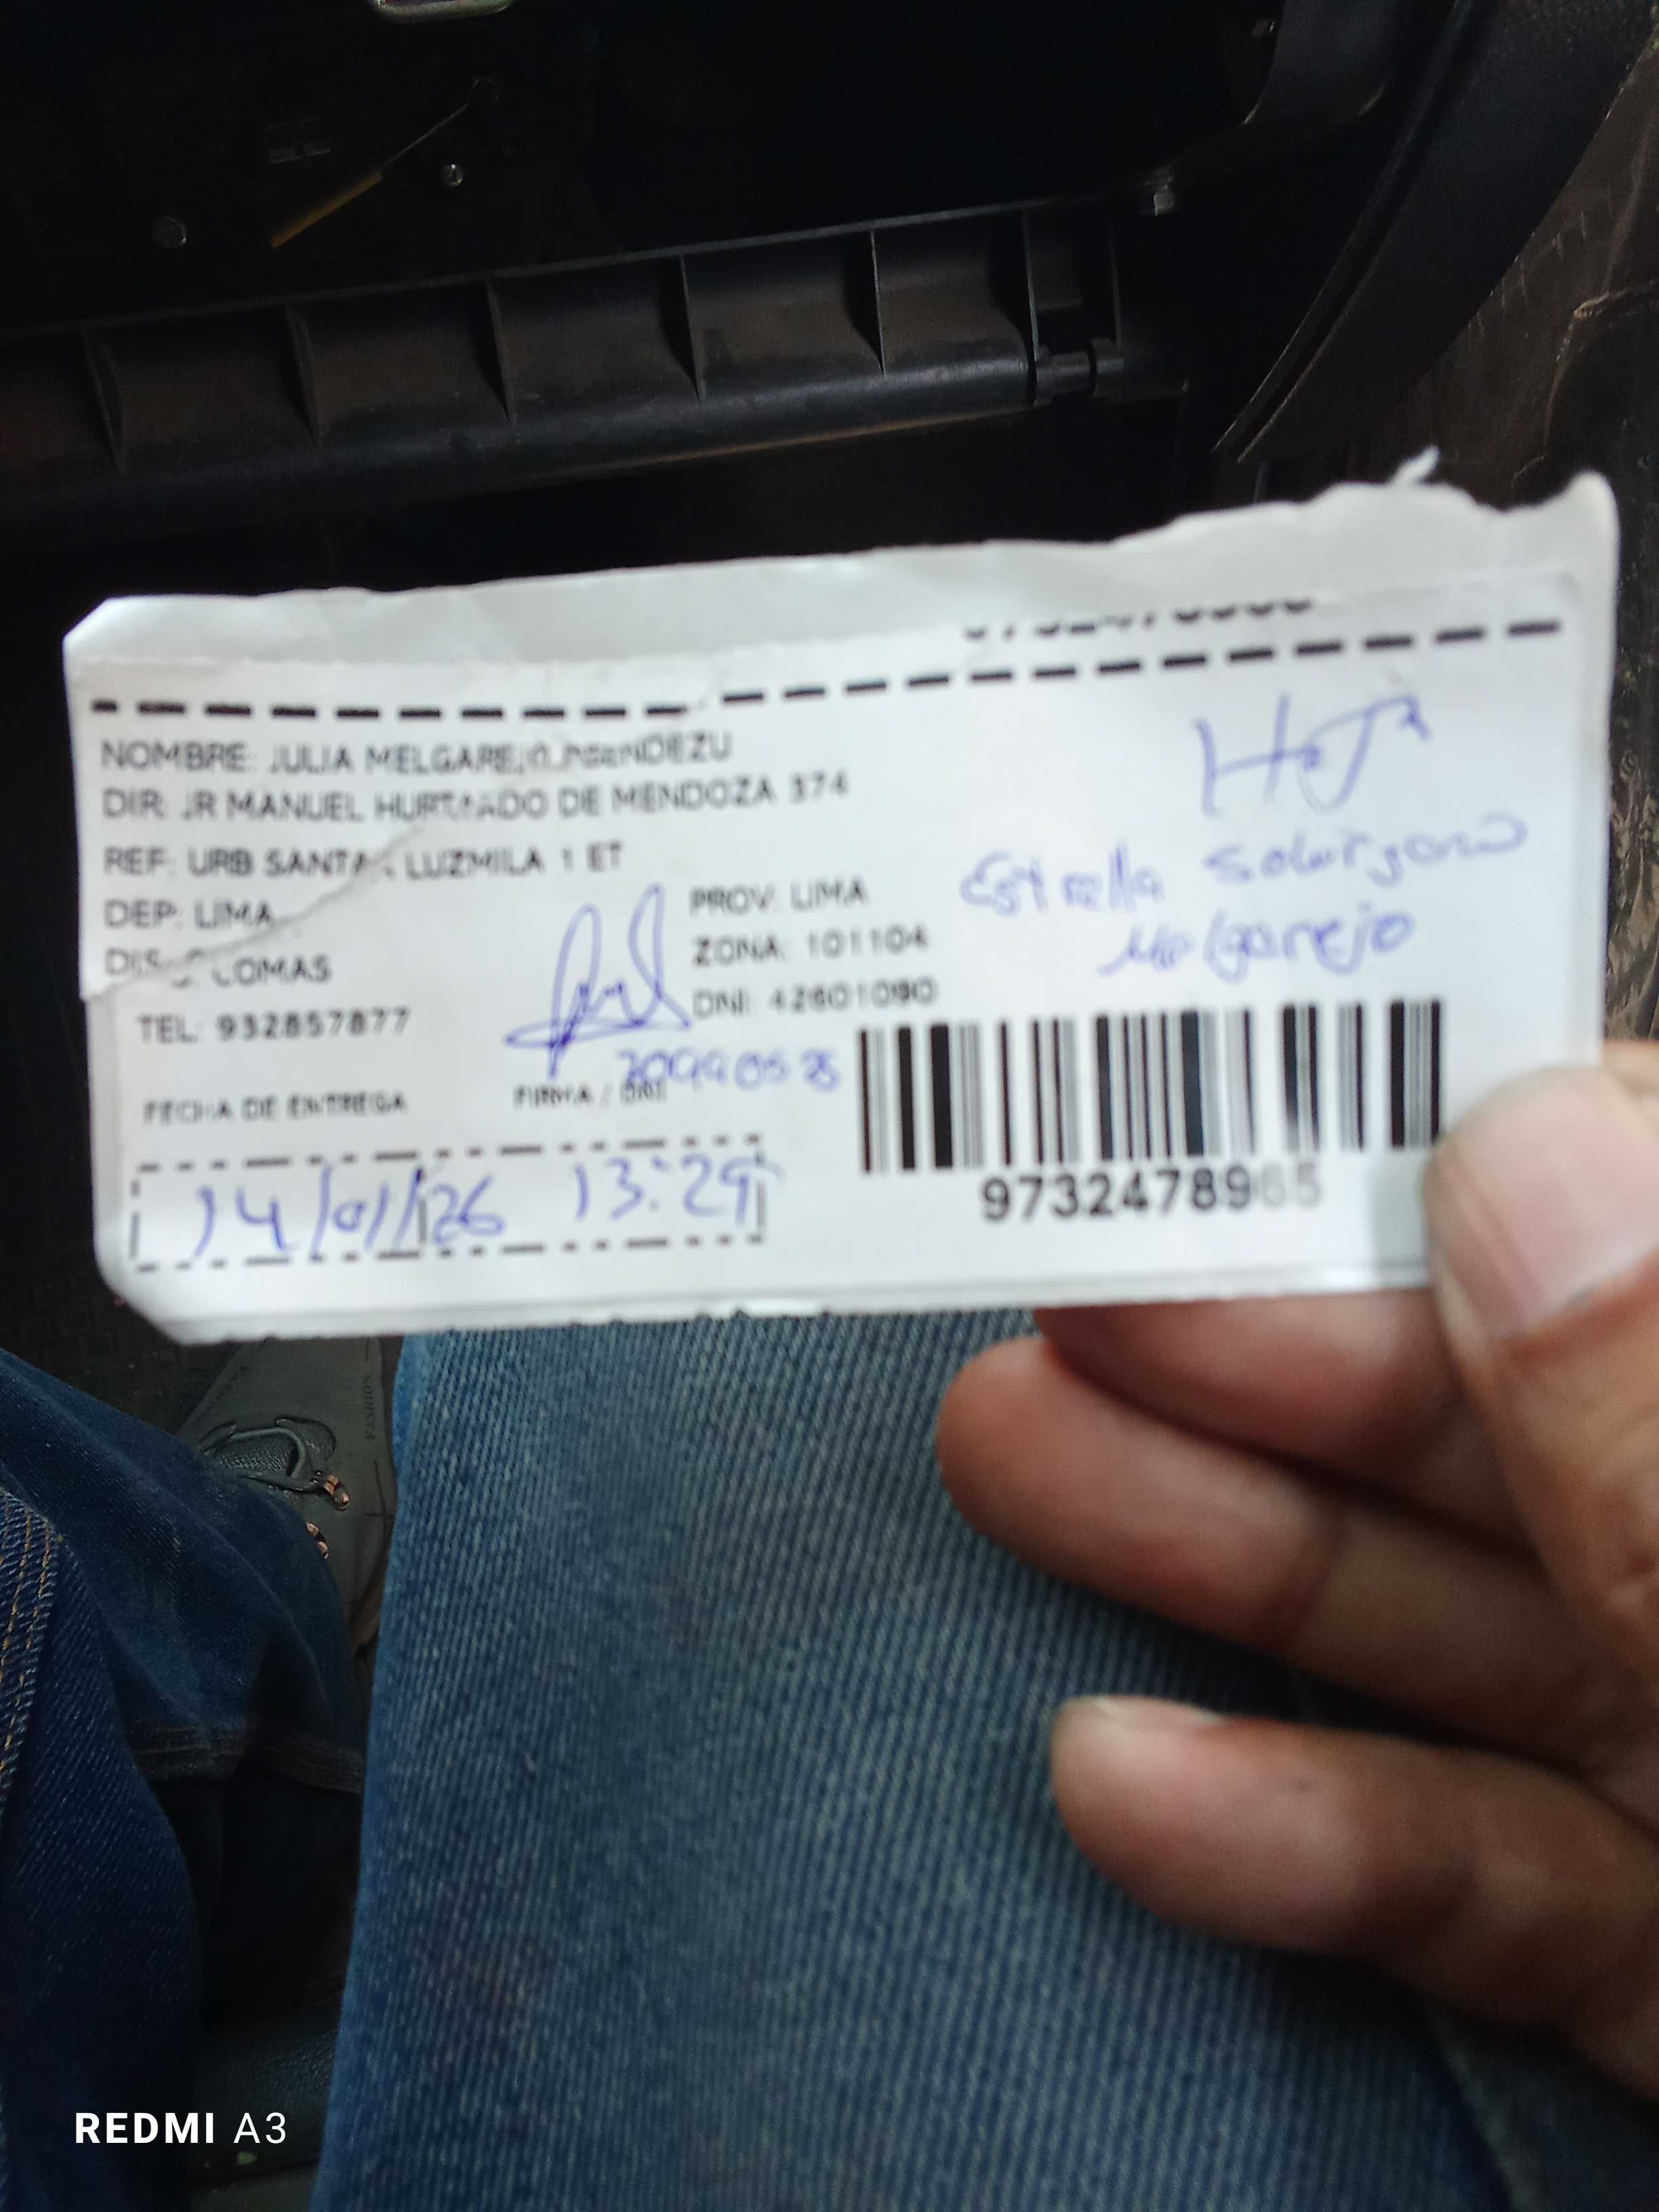 NOMBRE: JULIA MELGAREJO
DIR: JR MANUEL HURTADO DE MENDOZA 374
REF: URB SANTA LUZMILA 1 ET
DEP: LIMA
PROV: LIMA
COMAS
ZONA: 101104
TEL: 932857877
DNI: 42601090
FECHA DE ENTREGA
FIRMA / DNI
14/01/26 13:29
Estrella
Melgarejo
9732478965
FASHION
REDMI A3